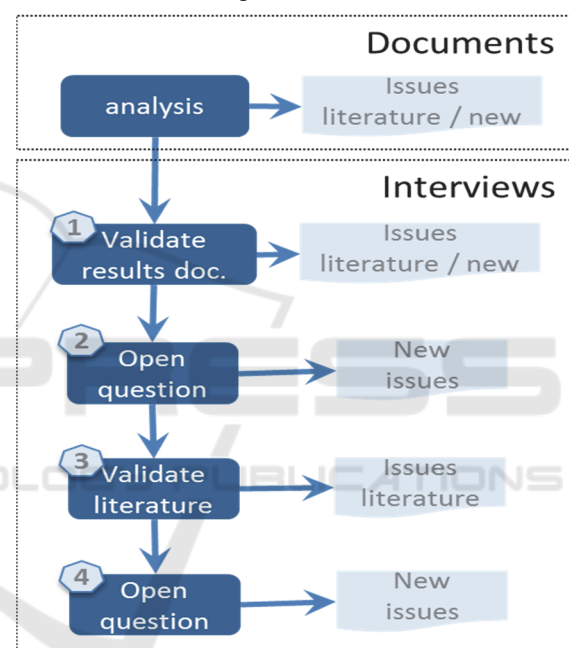 Documents
analysis
Issues
literature / new
Interviews
1
Validate
results doc.
Issues
literature / new
2
Open
question
New
issues
3
Validate
literature
Issues
literature
4
Open
question
New
issues